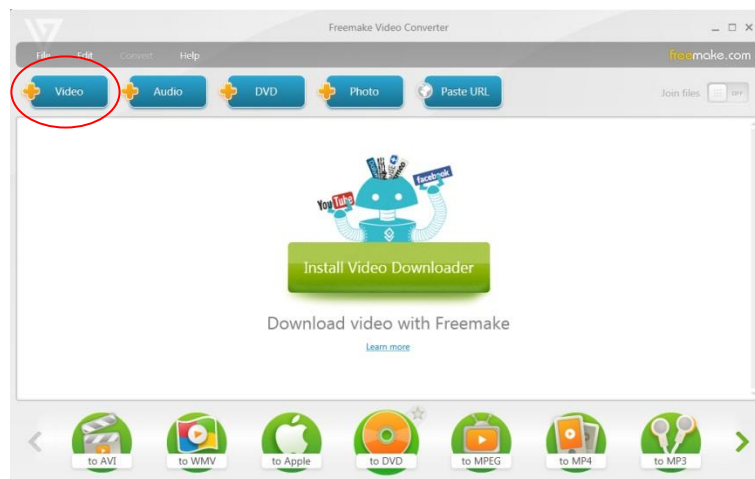 Freemake Video Converter
File Edit Convert Help freemake.com
Video Audio DVD Photo Paste URL Join files OFF
You Tube facebook
Install Video Downloader
Download video with Freemake
Learn more
to AVI to WMV to Apple to DVD to MPEG to MP4 to MP3